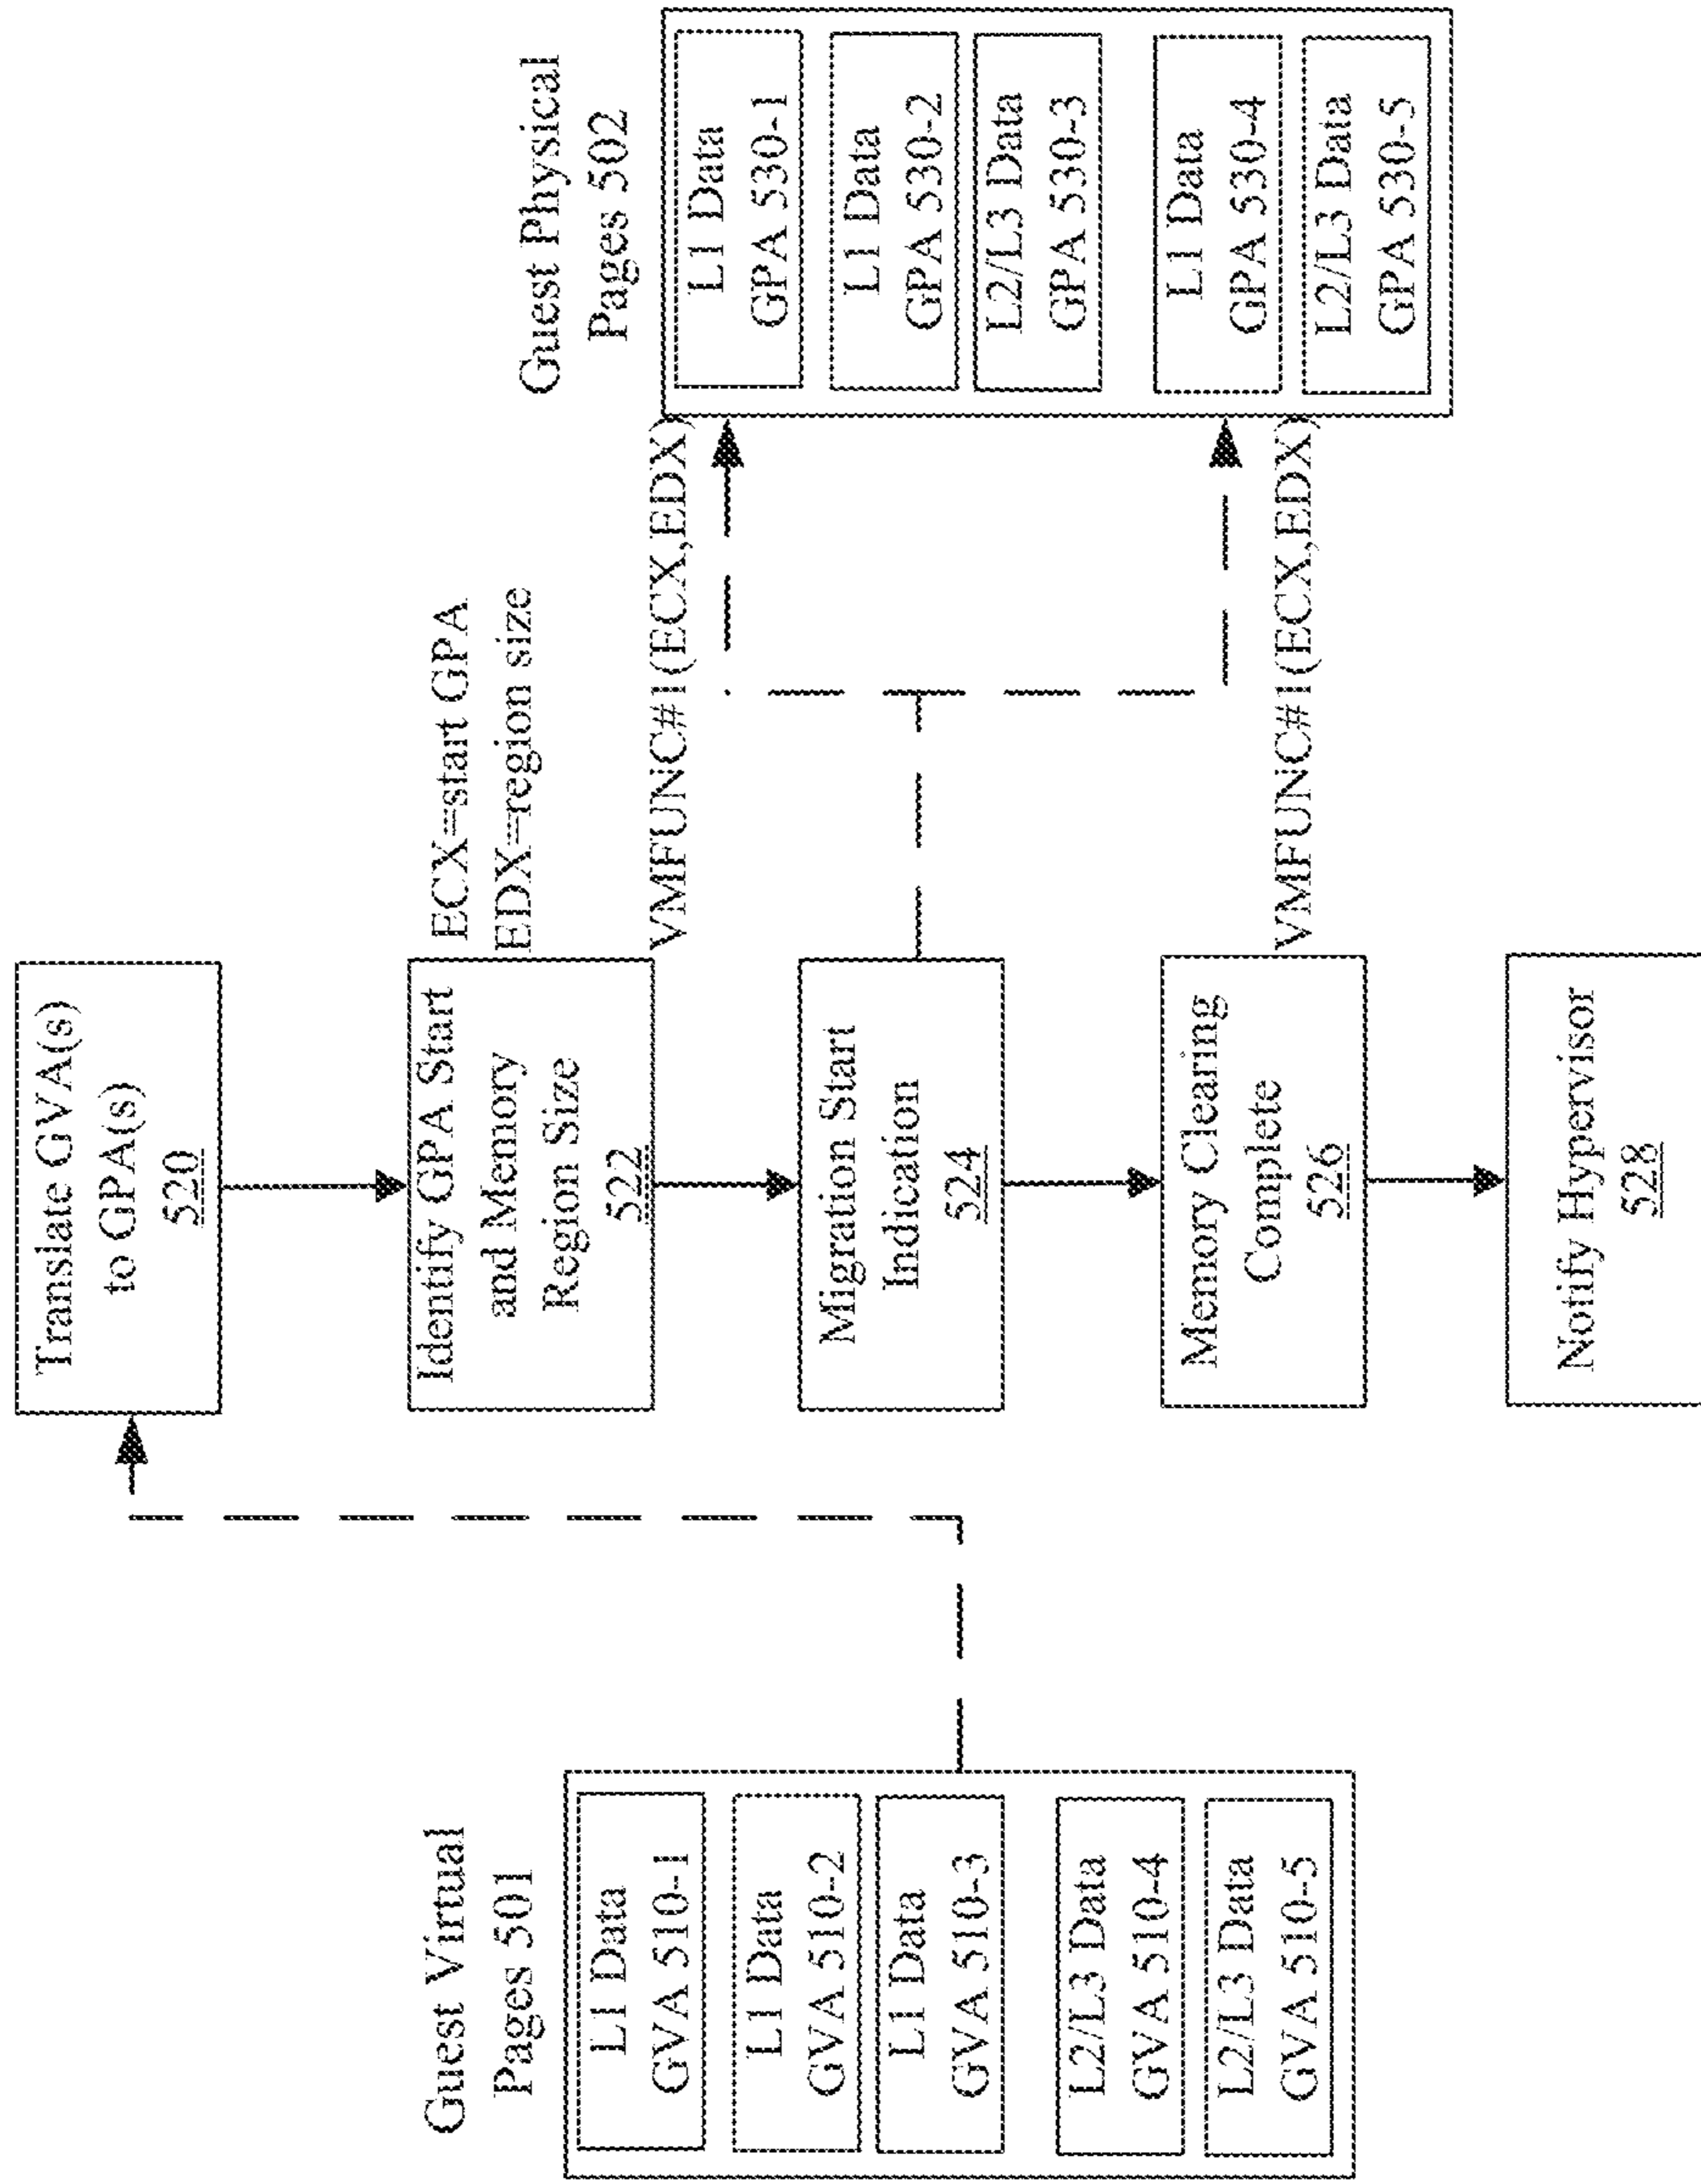 Guest Virtual
Pages 501
L1 Data
GVA 510-1
L1 Data
GVA 510-2
L1 Data
GVA 510-3
L2/L3 Data
GVA 510-4
L2/L3 Data
GVA 510-5
Translate GVA(s)
to GPA(s)
520
Identify GPA Start
and Memory
Region Size
522
Migration Start
Indication
524
Memory Clearing
Complete
526
Notify Hypervisor
528
ECX=start GPA
EDX=region size
VMFUNC#1(ECX,EDX)
VMFUNC#1(ECX,EDX)
Guest Physical
Pages 502
L1 Data
GPA 530-1
L1 Data
GPA 530-2
L2/L3 Data
GPA 530-3
L1 Data
GPA 530-4
L2/L3 Data
GPA 530-5